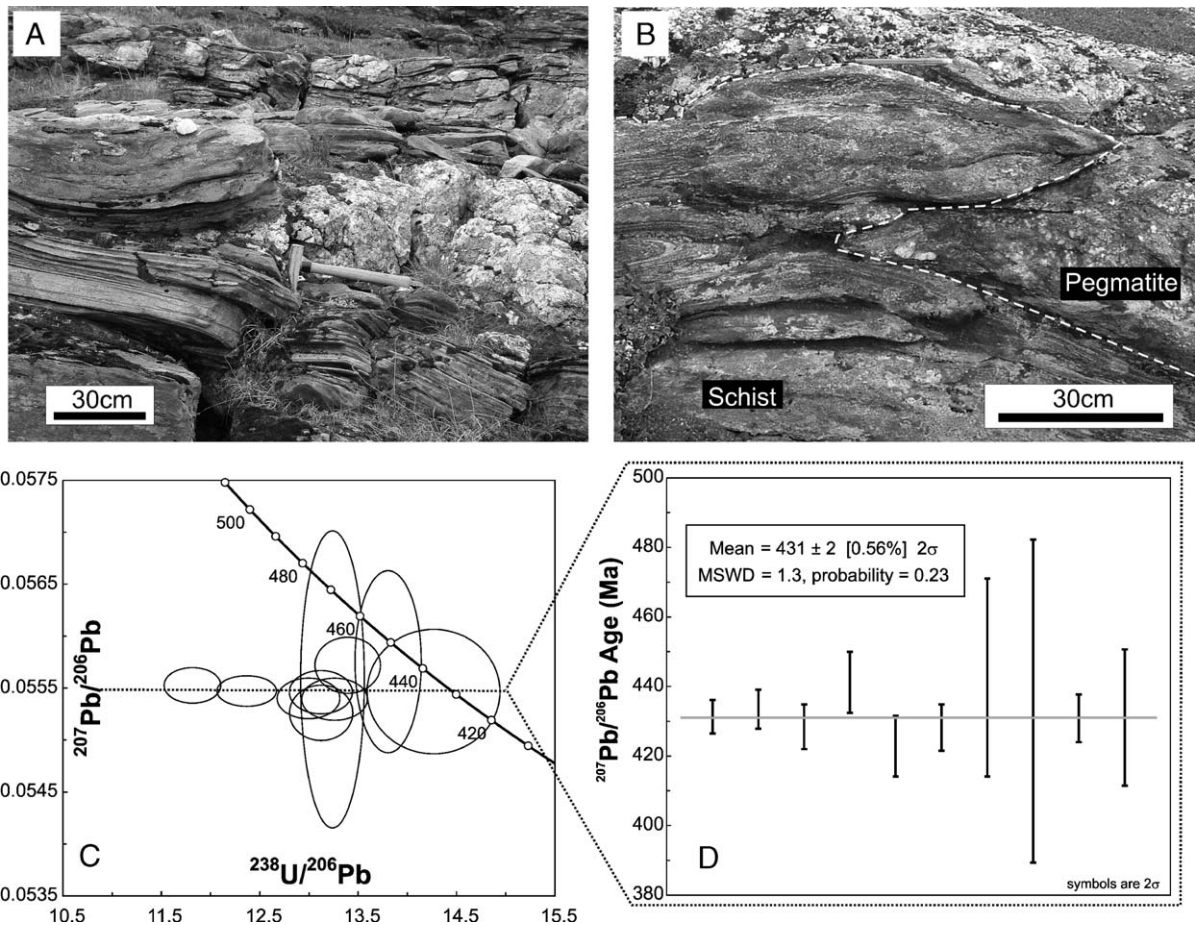 A
30cm
B
Pegmatite
Schist
30cm
0.0575
0.0565
0.0555
0.0545
0.0535
²⁰⁷Pb/²⁰⁶Pb
500
480
460
440
420
C
²³⁸U/²⁰⁶Pb
10.5 11.5 12.5 13.5 14.5 15.5
500
480
460
440
420
400
380
²⁰⁷Pb/²⁰⁶Pb Age (Ma)
Mean = 431 ± 2 [0.56%] 2σ
MSWD = 1.3, probability = 0.23
D
symbols are 2σ